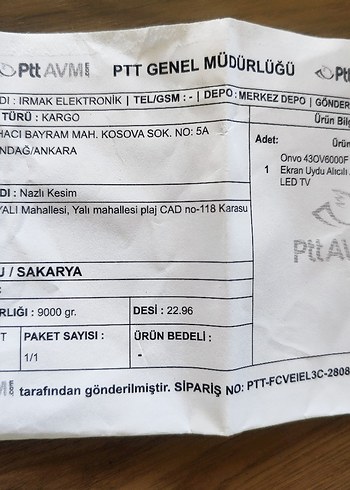 Ptt AVM PTT GENEL MÜDÜRLÜĞÜ Ptt
DI : IRMAK ELEKTRONİK | TEL/GSM : - | DEPO : MERKEZ DEPO | GÖNDER
TÜRÜ : KARGO
Ürün Bilg
HACI BAYRAM MAH. KOSOVA SOK. NO: 5A
NDAĞ/ANKARA
Adet: Ürün
1 Onvo 43OV6000F
Ekran Uydu Alıcılı
LED TV
DI : Nazlı Kesim
YALI Mahallesi, Yalı mahallesi plaj CAD no-118 Karasu
PttAV
U / SAKARYA
:
RLIĞI : 9000 gr. DESİ : 22.96
T PAKET SAYISI : ÜRÜN BEDELİ :
1/1 -
M tarafından gönderilmiştir. SİPARİŞ NO: PTT-FCVEIEL3C-2808